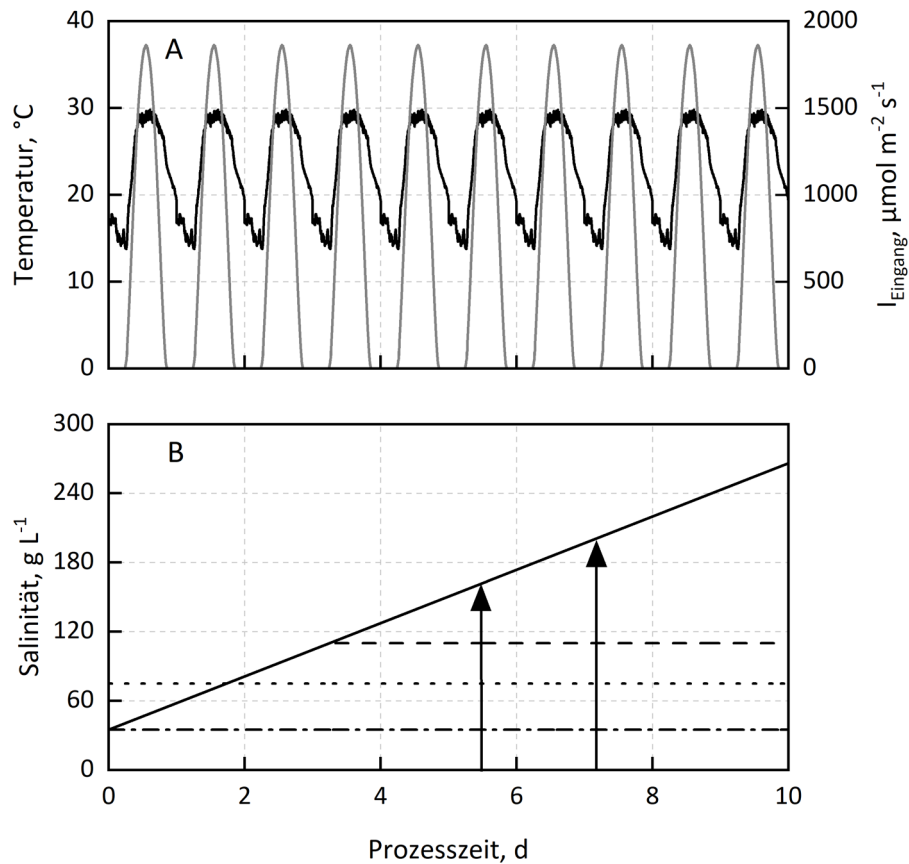 40
30
20
10
0
Temperatur, °C
A
2000
1500
1000
500
0
I_Eingang, µmol m⁻² s⁻¹
300
240
180
120
60
0
Salinität, g L⁻¹
B
0 2 4 6 8 10
Prozesszeit, d